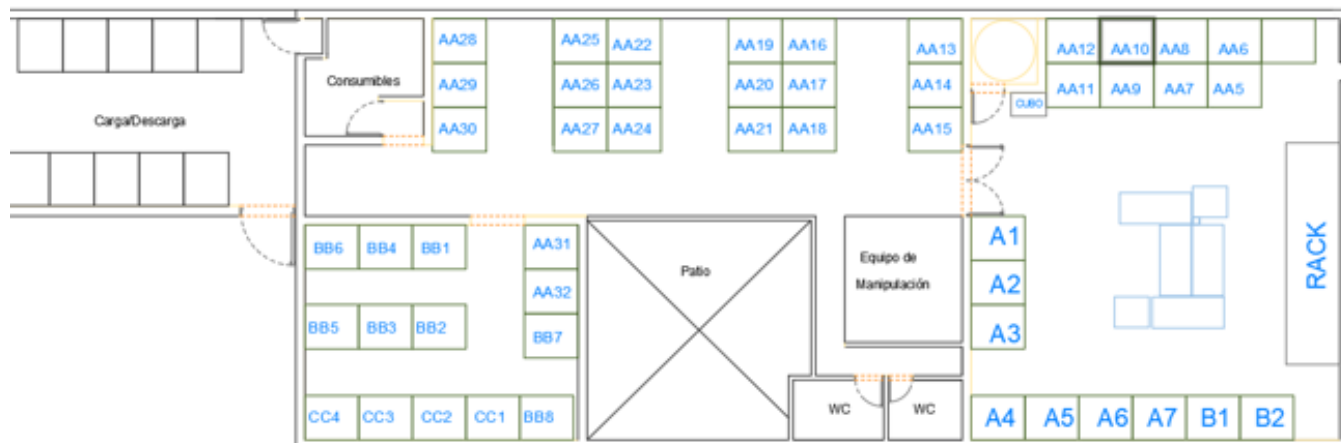 AA28 AA25 AA22 AA19 AA16 AA13 AA12 AA10 AA8 AA6
Consumibles AA29 AA26 AA23 AA20 AA17 AA14 AA11 AA9 AA7 AA5
CUBO
Carga/Descarga AA30 AA27 AA24 AA21 AA18 AA15
BB6 BB4 BB1 AA31 A1
Equipo de
Manipulación
RACK
Patio
AA32 A2
BB5 BB3 BB2 BB7 A3
CC4 CC3 CC2 CC1 BB8 WC WC A4 A5 A6 A7 B1 B2